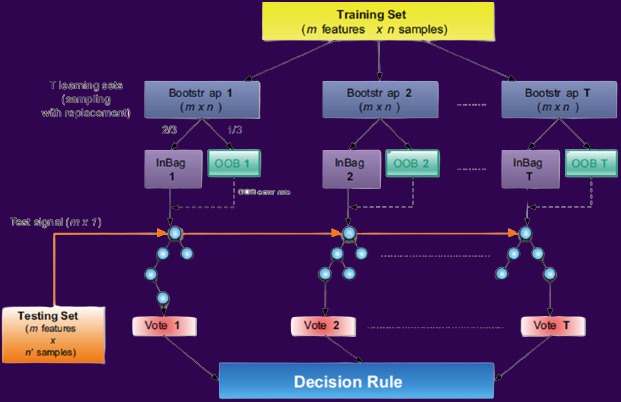 Training Set
(m features x n samples)
T learning sets
(sampling
with replacement)
Bootstr ap 1
(m x n)
Bootstr ap 2
(m x n)
Bootstr ap T
(m x n)
2/3
1/3
InBag
1
OOB 1
InBag
2
OOB 2
InBag
T
OOB T
error rate
Test signal (m x 1)
Testing Set
(m features
x
n' samples)
Vote 1
Vote 2
Vote T
Decision Rule